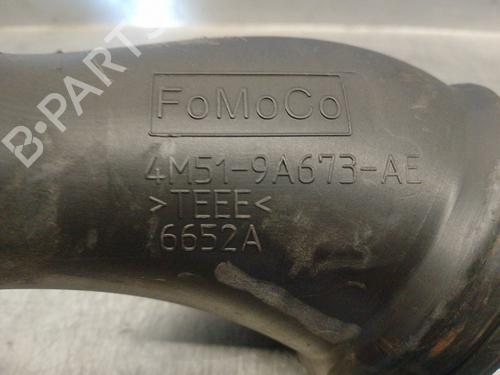 B-PARTS
FoMoCo
4M51-9A673-AE
>TEEE<
6652A